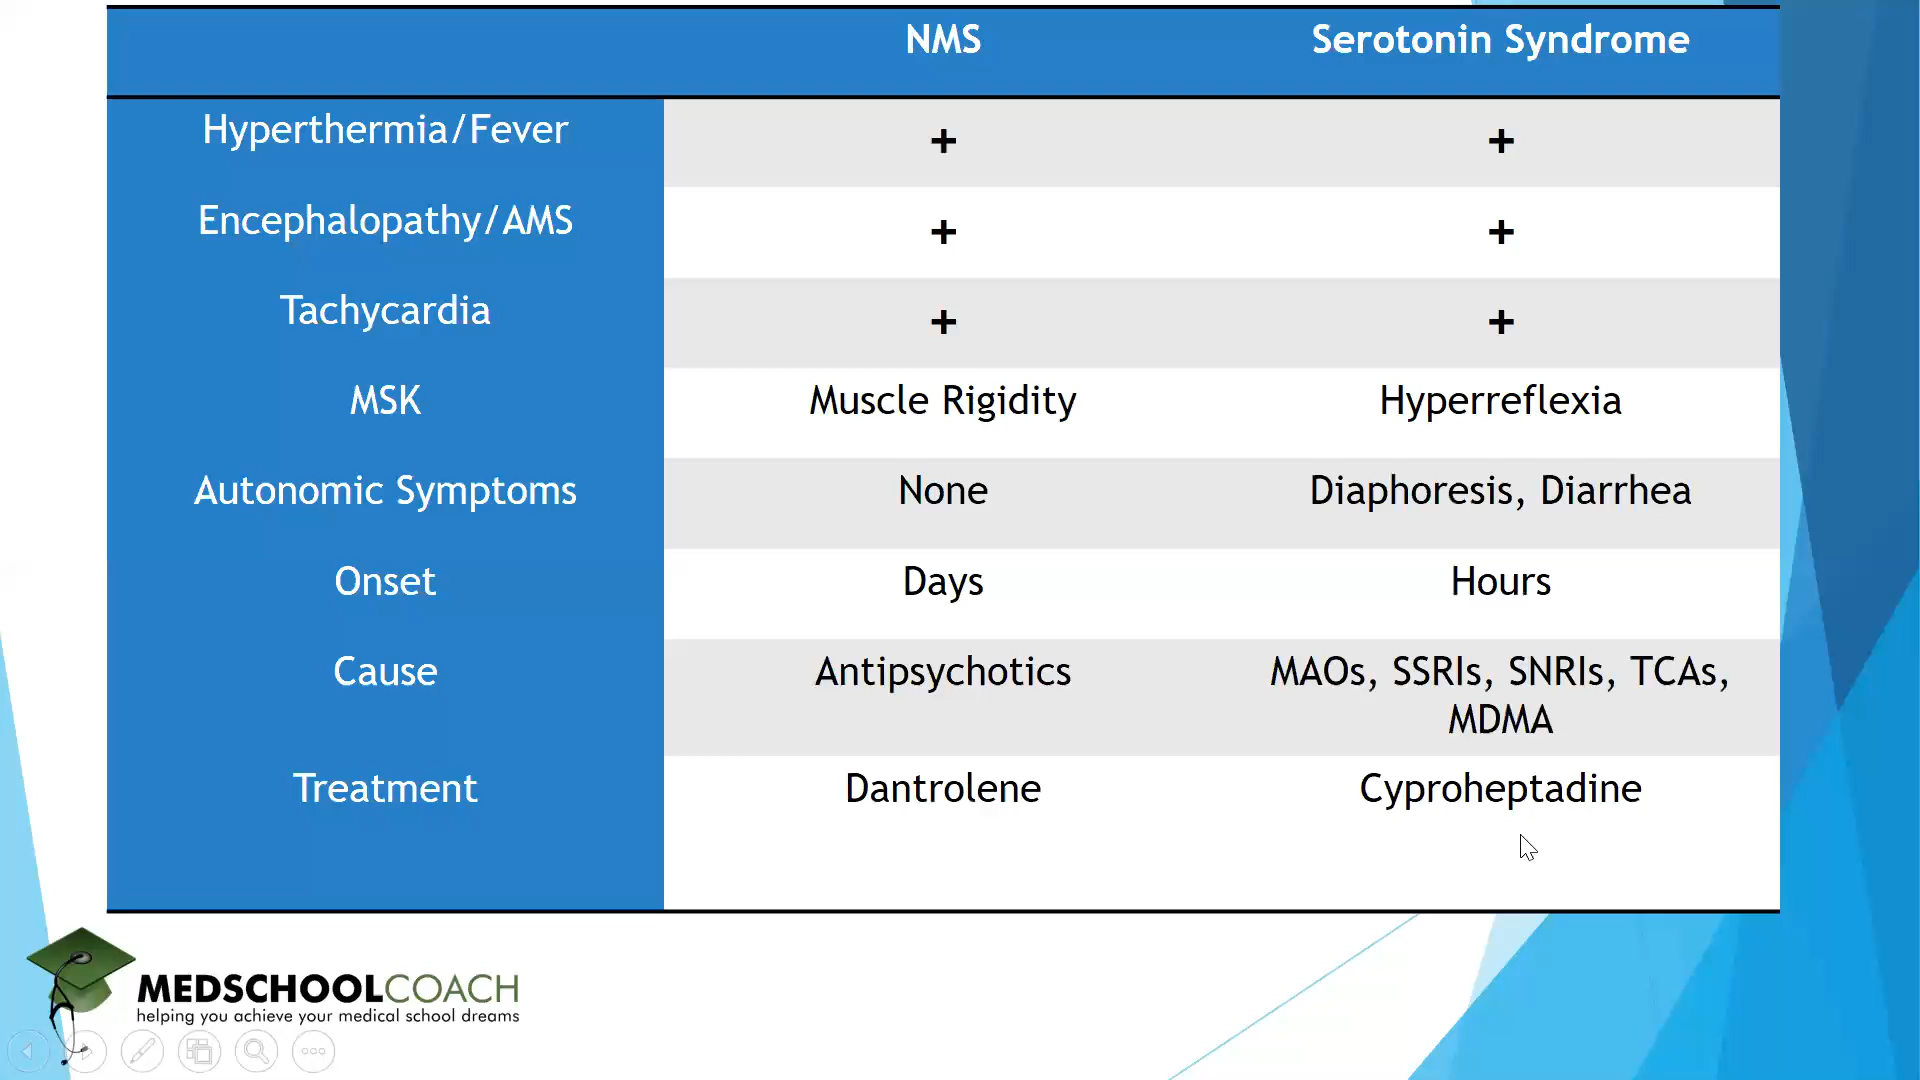 NMS Serotonin Syndrome
Hyperthermia/Fever + +
Encephalopathy/AMS + +
Tachycardia + +
MSK Muscle Rigidity Hyperreflexia
Autonomic Symptoms None Diaphoresis, Diarrhea
Onset Days Hours
Cause Antipsychotics MAOs, SSRIs, SNRIs, TCAs,
MDMA
Treatment Dantrolene Cyproheptadine
MEDSCHOOLCOACH
helping you achieve your medical school dreams